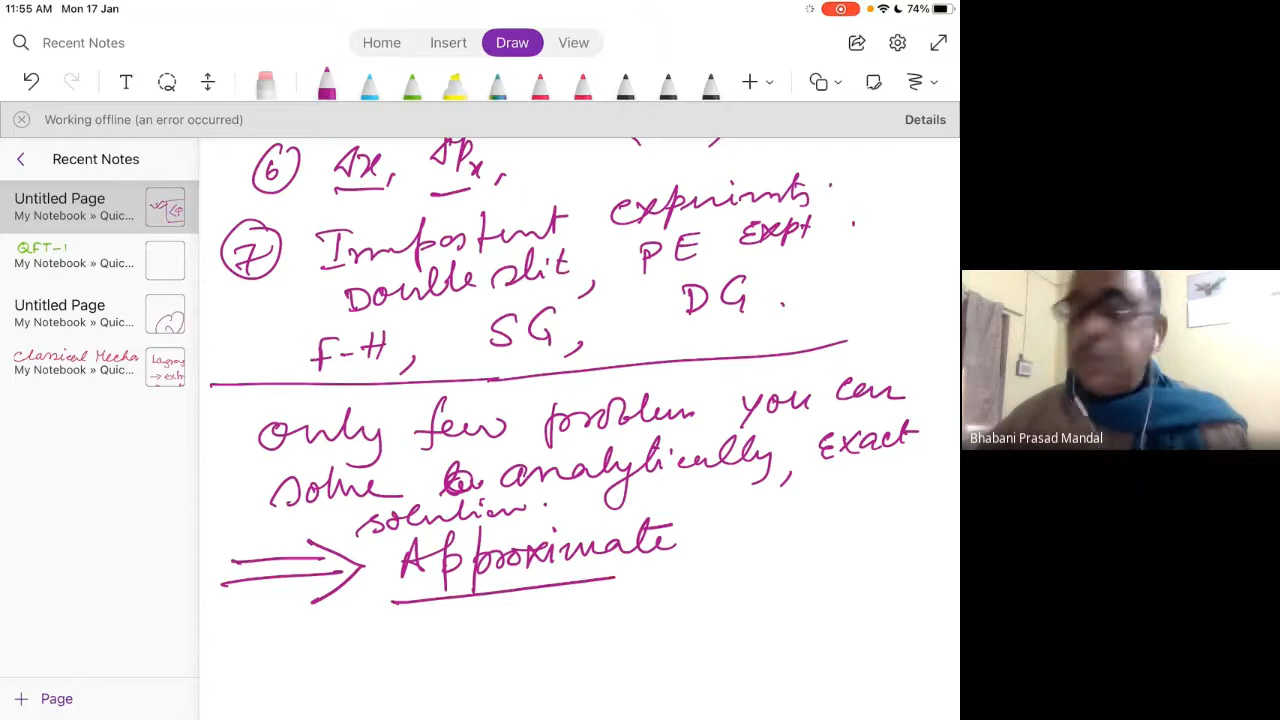 11:55 AM Mon 17 Jan
74%
Recent Notes
Home Insert Draw View
Working offline (an error occurred)
Details
Recent Notes
Untitled Page
My Notebook » Quic...
QFT-1
My Notebook » Quic...
Untitled Page
My Notebook » Quic...
Classical Mecha
My Notebook » Quic...
Page
6 Δx, Δpx,
7 Important experiments.
Double slit, PE Expt.
F-H, SG, DG.
only few problem you can
solve analytically, exact
solution.
⇒ Approximate
Bhabani Prasad Mandal